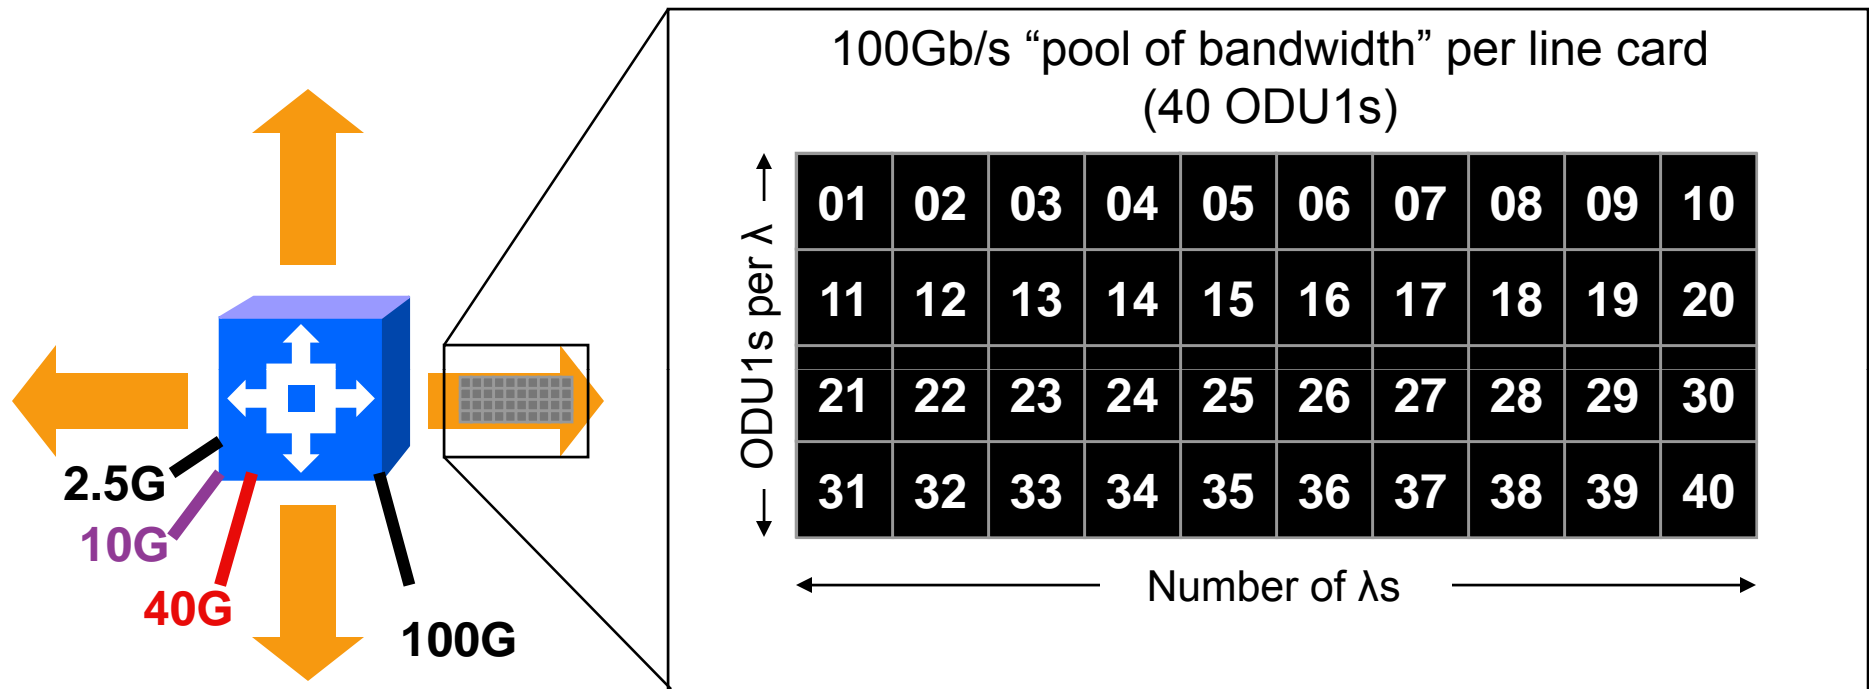 100Gb/s “pool of bandwidth” per line card
(40 ODU1s)
ODU1s per λ
01 02 03 04 05 06 07 08 09 10
11 12 13 14 15 16 17 18 19 20
21 22 23 24 25 26 27 28 29 30
31 32 33 34 35 36 37 38 39 40
Number of λs
2.5G
10G
40G
100G